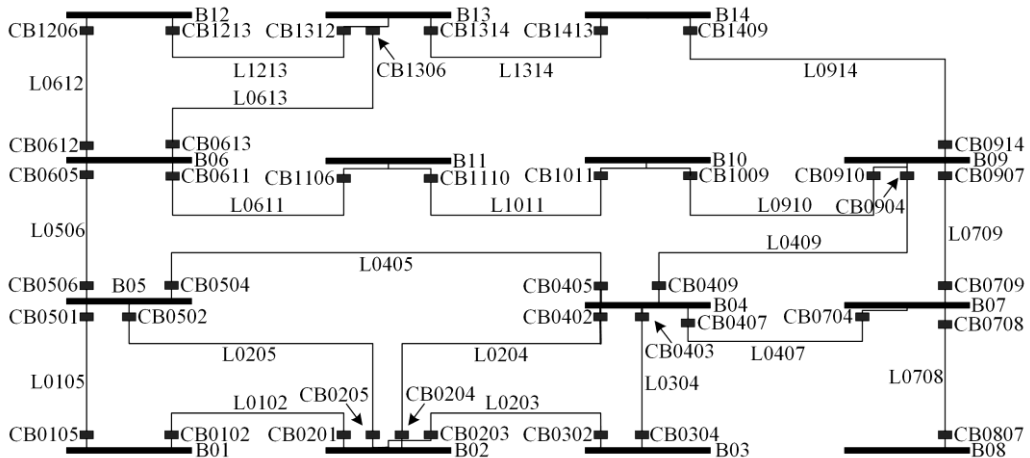 B12 B13 B14
CB1206 CB1213 CB1312 CB1314 CB1413 CB1409
CB1306
L1213 L1314 L0914
L0612 L0613
CB0612 CB0613 CB0914
B06 B11 B10 B09
CB0605 CB0611 CB1106 CB1110 CB1011 CB1009 CB0910 CB0907
CB0904
L0611 L1011 L0910
L0506 L0709
L0405 L0409
CB0506 B05 CB0504 CB0405 CB0409 CB0709
B04 B07
CB0501 CB0502 CB0402 CB0407 CB0704 CB0708
CB0403
L0205 L0204 L0407
L0105 L0304 L0708
CB0205 CB0204
L0102 L0203
CB0105 CB0102 CB0201 CB0203 CB0302 CB0304 CB0807
B01 B02 B03 B08